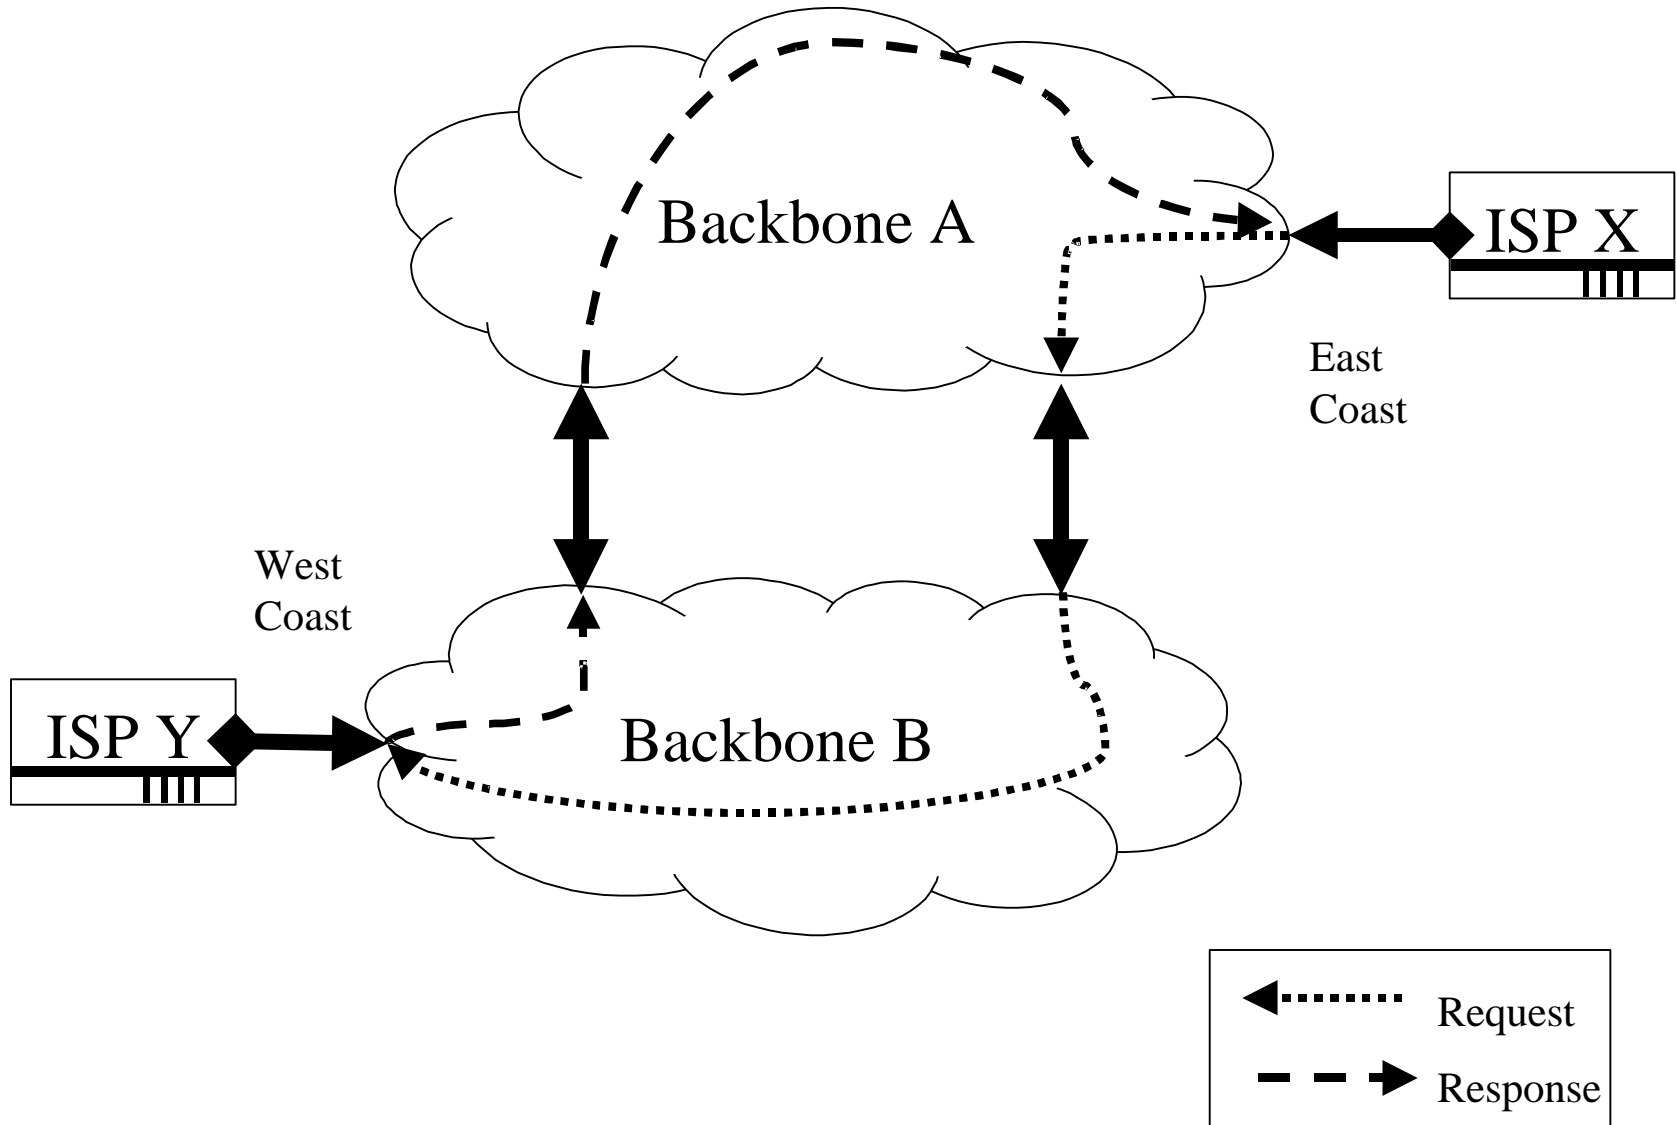 Backbone A
ISP X
East
Coast
West
Coast
ISP Y
Backbone B
Request
Response